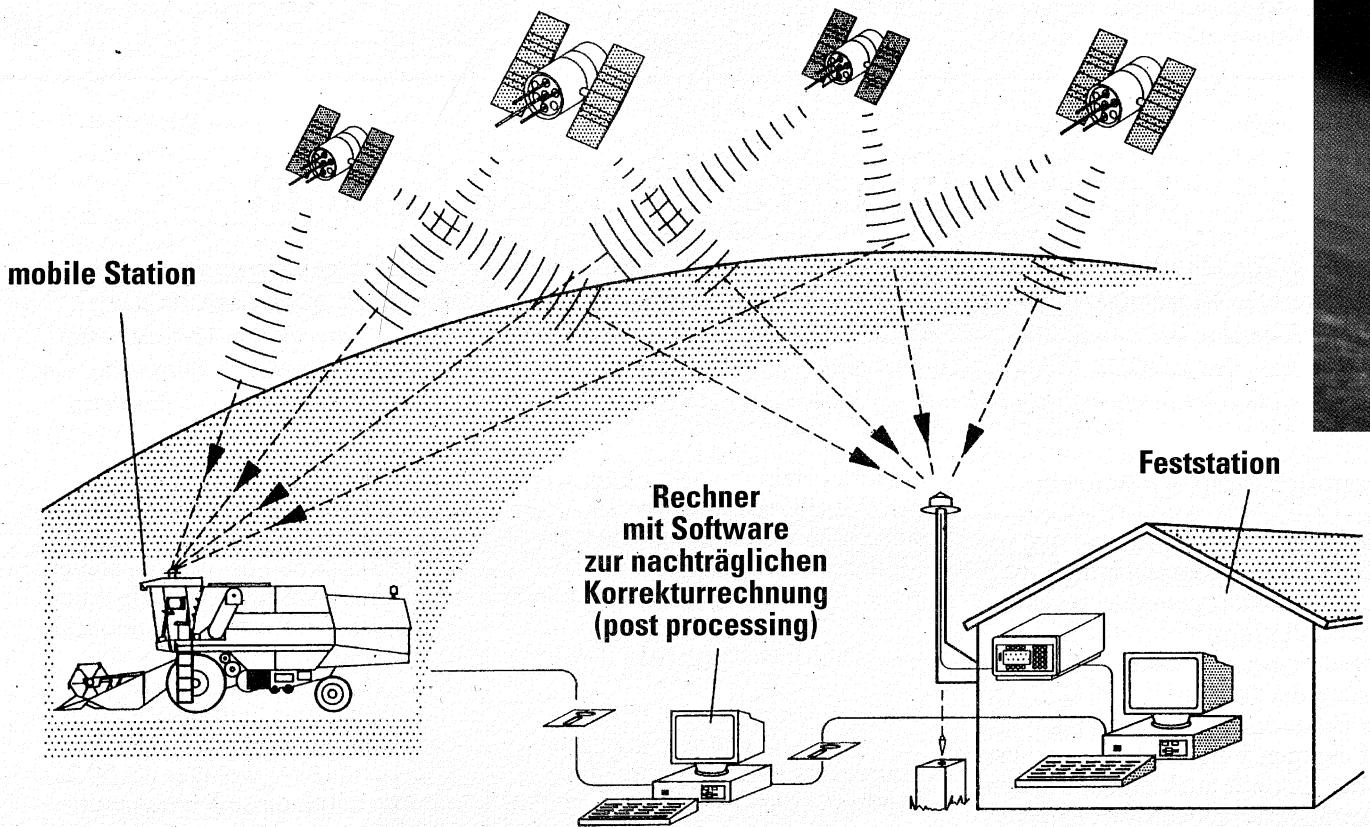 mobile Station
Feststation
Rechner
mit Software
zur nachträglichen
Korrekturrechnung
(post processing)